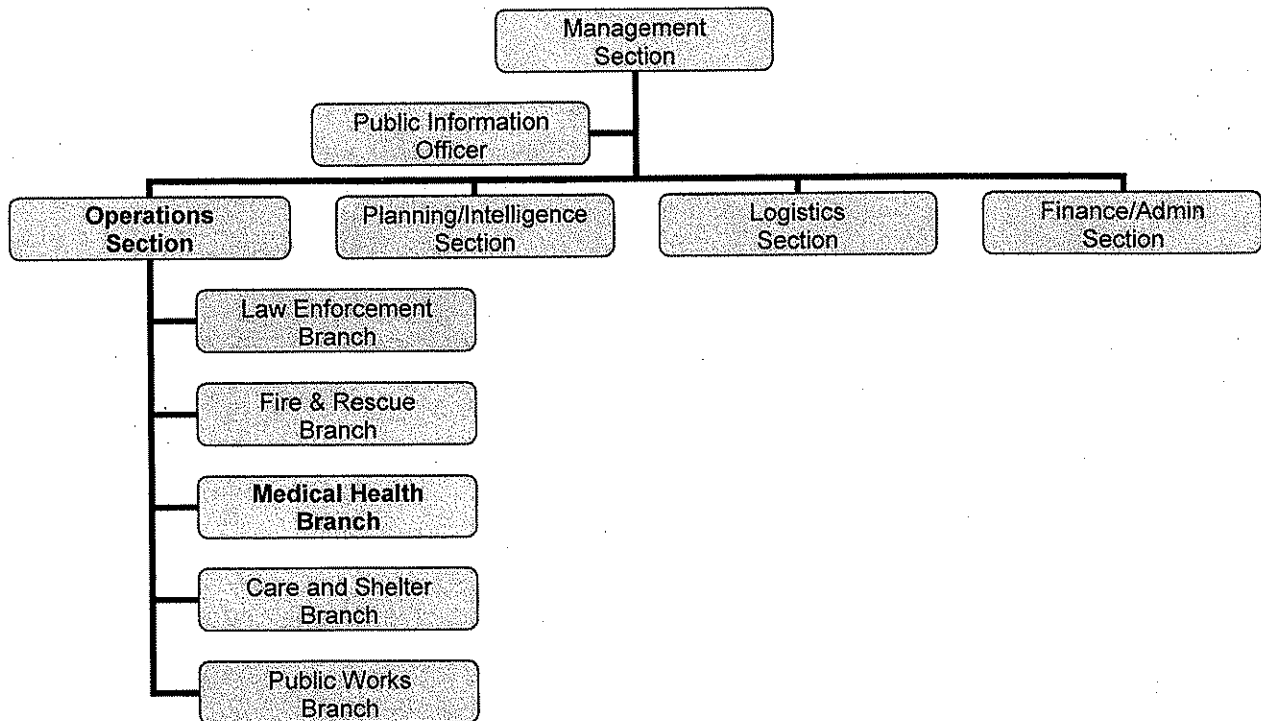 Management
Section
Public Information
Officer
Operations
Section
Planning/Intelligence
Section
Logistics
Section
Finance/Admin
Section
Law Enforcement
Branch
Fire & Rescue
Branch
Medical Health
Branch
Care and Shelter
Branch
Public Works
Branch